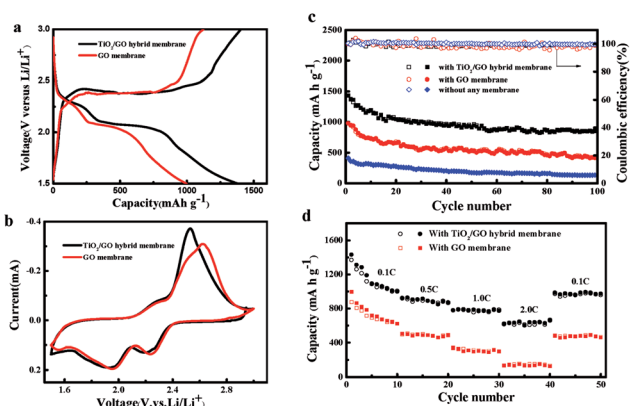 a
3.0
2.5
2.0
1.5
Voltage(V versus Li/Li+)
TiO2/GO hybrid membrane
GO membrane
0 500 1000 1500
Capacity(mAh g-1)
b
-0.4
-0.2
0.0
0.2
Current(mA)
TiO2/GO hybrid membrane
GO membrane
1.6 2.0 2.4 2.8
Voltage(V.vs.Li/Li+)
c
2500
2000
1500
1000
500
0
Capacity(mA h g-1)
with TiO2/GO hybrid membrane
with GO membrane
without any membrane
100
80
60
40
20
0
Coulombic efficiency(%)
0 20 40 60 80 100
Cycle number
d
1600
1200
800
400
0
Capacity (mA h g-1)
With TiO2/GO hybrid membrane
With GO membrane
0.1C
0.5C
1.0C
2.0C
0.1C
0 10 20 30 40 50
Cycle number